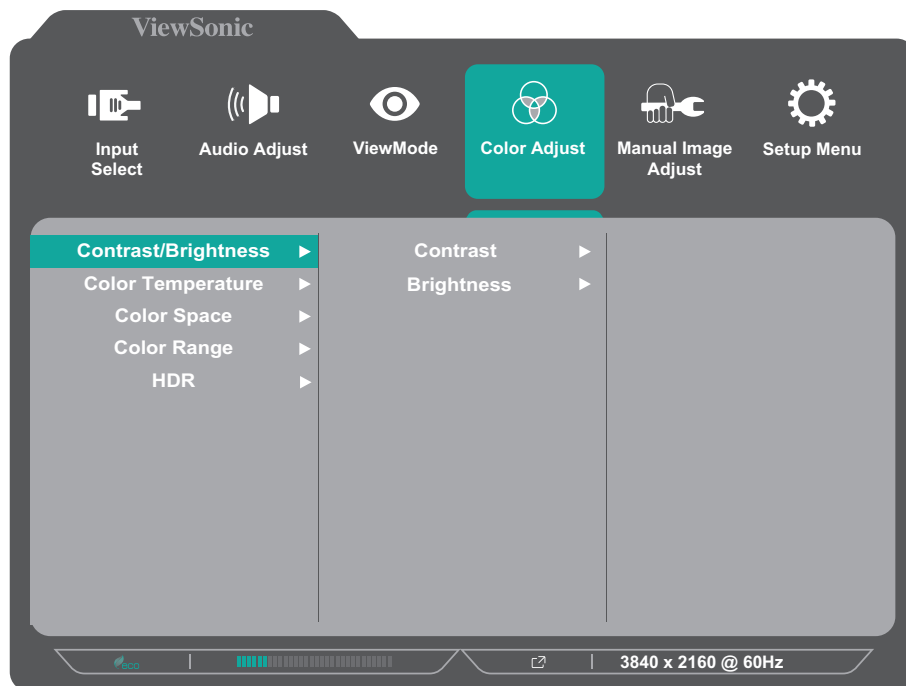 ViewSonic
Input Select
Audio Adjust
ViewMode
Color Adjust
Manual Image Adjust
Setup Menu
Contrast/Brightness
Color Temperature
Color Space
Color Range
HDR
Contrast
Brightness
eco
3840 x 2160 @ 60Hz